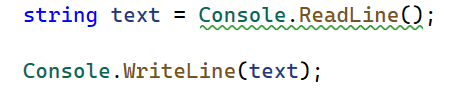 string text = Console.ReadLine();
Console.WriteLine(text);